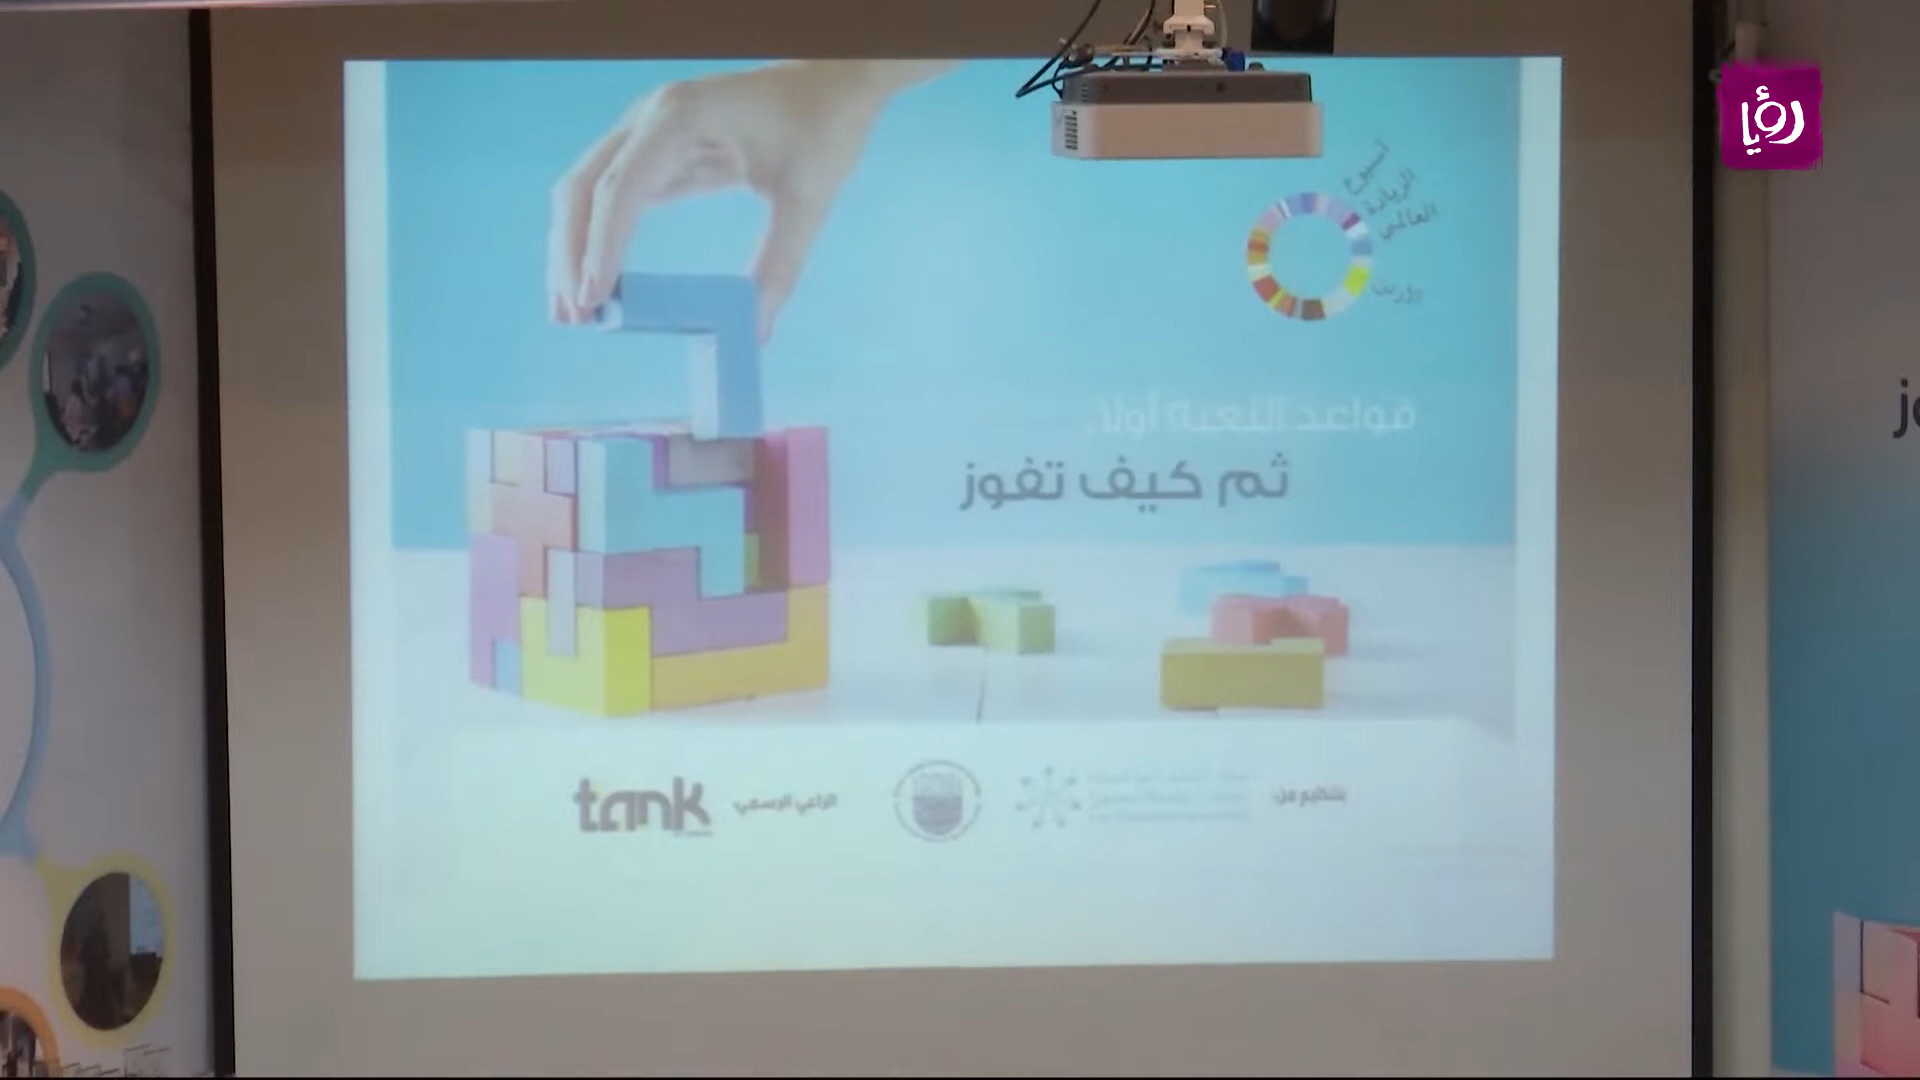 رؤيا
أسبوع
الريادة
العالمي
قواعد اللعبة أولاً،
ثم كيف تفوز
بتنظيم من:
الراعي الرسمي:
tank